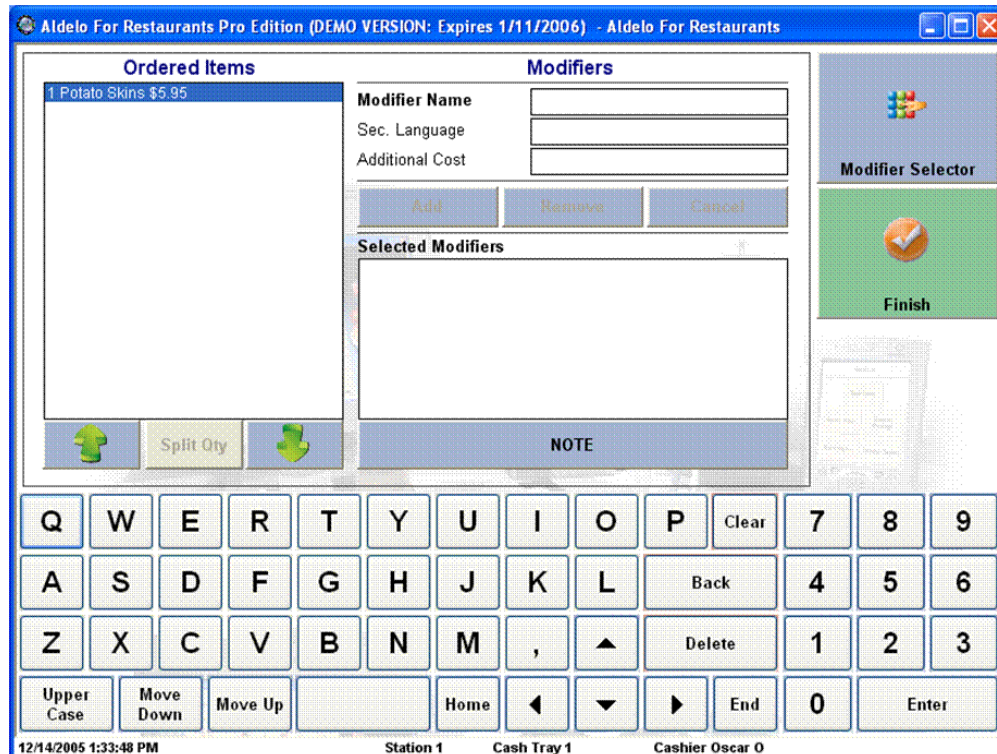 Aldelo For Restaurants Pro Edition (DEMO VERSION: Expires 1/11/2006) - Aldelo For Restaurants
Ordered Items
1 Potato Skins $5.95
Split Qty
Modifiers
Modifier Name
Sec. Language
Additional Cost
Add Remove Cancel
Selected Modifiers
NOTE
Modifier Selector
Finish
Q W E R T Y U I O P Clear 7 8 9
A S D F G H J K L Back 4 5 6
Z X C V B N M , Delete 1 2 3
Upper Case Move Down Move Up Home End 0 Enter
12/14/2005 1:33:48 PM Station 1 Cash Tray 1 Cashier Oscar O